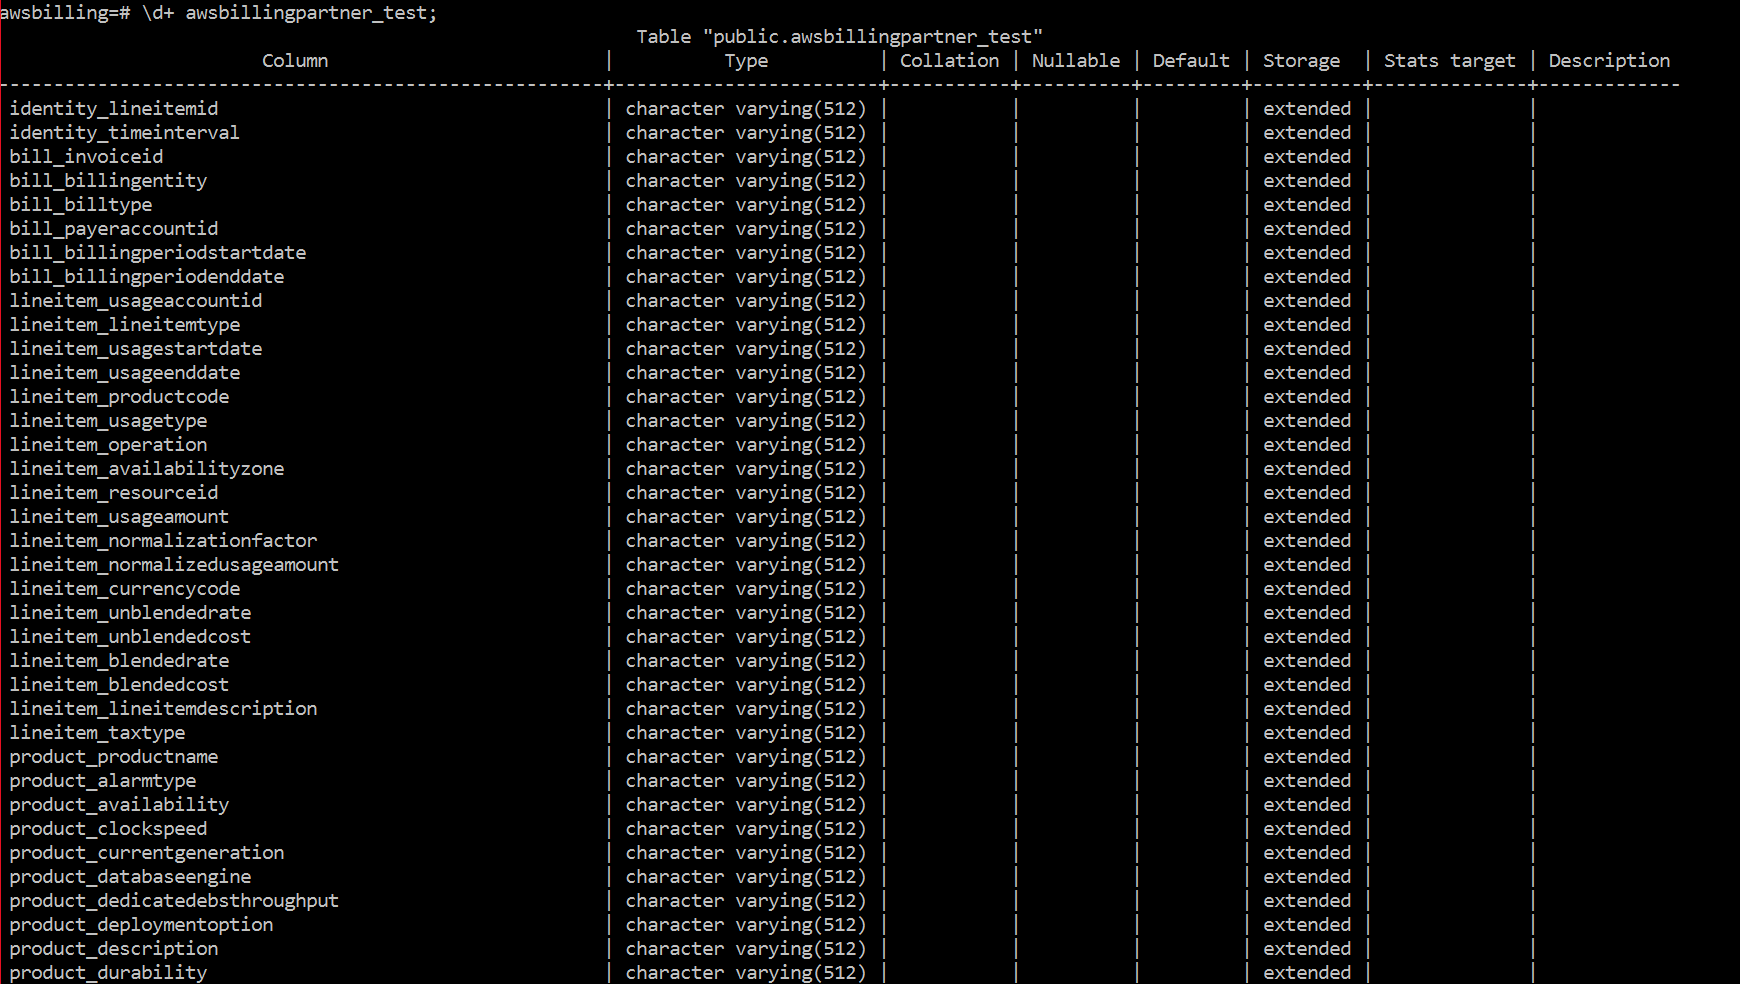 awsbilling=# \d+ awsbillingpartner_test;
Table "public.awsbillingpartner_test"
Column | Type | Collation | Nullable | Default | Storage | Stats target | Description
-------------------------------------------------------+------------------------+-----------+----------+---------+----------+--------------+-------------
identity_lineitemid | character varying(512) | | | | extended | |
identity_timeinterval | character varying(512) | | | | extended | |
bill_invoiceid | character varying(512) | | | | extended | |
bill_billingentity | character varying(512) | | | | extended | |
bill_billtype | character varying(512) | | | | extended | |
bill_payeraccountid | character varying(512) | | | | extended | |
bill_billingperiodstartdate | character varying(512) | | | | extended | |
bill_billingperiodenddate | character varying(512) | | | | extended | |
lineitem_usageaccountid | character varying(512) | | | | extended | |
lineitem_lineitemtype | character varying(512) | | | | extended | |
lineitem_usagestartdate | character varying(512) | | | | extended | |
lineitem_usageenddate | character varying(512) | | | | extended | |
lineitem_productcode | character varying(512) | | | | extended | |
lineitem_usagetype | character varying(512) | | | | extended | |
lineitem_operation | character varying(512) | | | | extended | |
lineitem_availabilityzone | character varying(512) | | | | extended | |
lineitem_resourceid | character varying(512) | | | | extended | |
lineitem_usageamount | character varying(512) | | | | extended | |
lineitem_normalizationfactor | character varying(512) | | | | extended | |
lineitem_normalizedusageamount | character varying(512) | | | | extended | |
lineitem_currencycode | character varying(512) | | | | extended | |
lineitem_unblendedrate | character varying(512) | | | | extended | |
lineitem_unblendedcost | character varying(512) | | | | extended | |
lineitem_blendedrate | character varying(512) | | | | extended | |
lineitem_blendedcost | character varying(512) | | | | extended | |
lineitem_lineitemdescription | character varying(512) | | | | extended | |
lineitem_taxtype | character varying(512) | | | | extended | |
product_productname | character varying(512) | | | | extended | |
product_alarmtype | character varying(512) | | | | extended | |
product_availability | character varying(512) | | | | extended | |
product_clockspeed | character varying(512) | | | | extended | |
product_currentgeneration | character varying(512) | | | | extended | |
product_databaseengine | character varying(512) | | | | extended | |
product_dedicatedebsthroughput | character varying(512) | | | | extended | |
product_deploymentoption | character varying(512) | | | | extended | |
product_description | character varying(512) | | | | extended | |
product_durability | character varying(512) | | | | extended | |